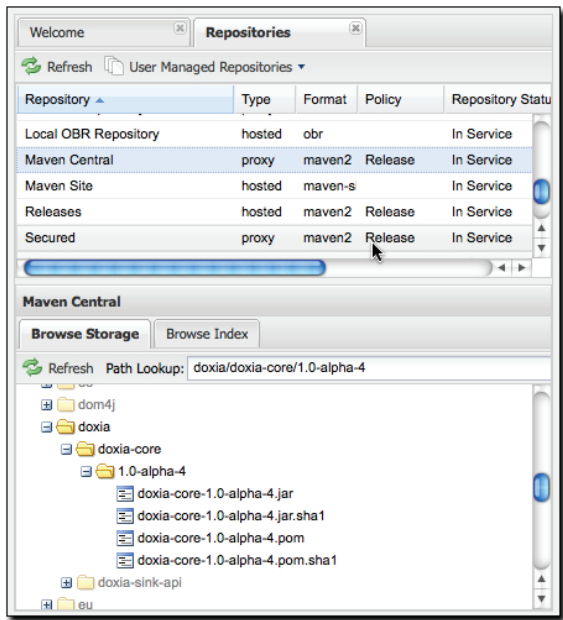 Welcome Repositories
Refresh User Managed Repositories
Repository Type Format Policy Repository Statu
Local OBR Repository hosted obr In Service
Maven Central proxy maven2 Release In Service
Maven Site hosted maven-s In Service
Releases hosted maven2 Release In Service
Secured proxy maven2 Release In Service
Maven Central
Browse Storage Browse Index
Refresh Path Lookup: doxia/doxia-core/1.0-alpha-4
dom4j
doxia
doxia-core
1.0-alpha-4
doxia-core-1.0-alpha-4.jar
doxia-core-1.0-alpha-4.jar.sha1
doxia-core-1.0-alpha-4.pom
doxia-core-1.0-alpha-4.pom.sha1
doxia-sink-api
eu